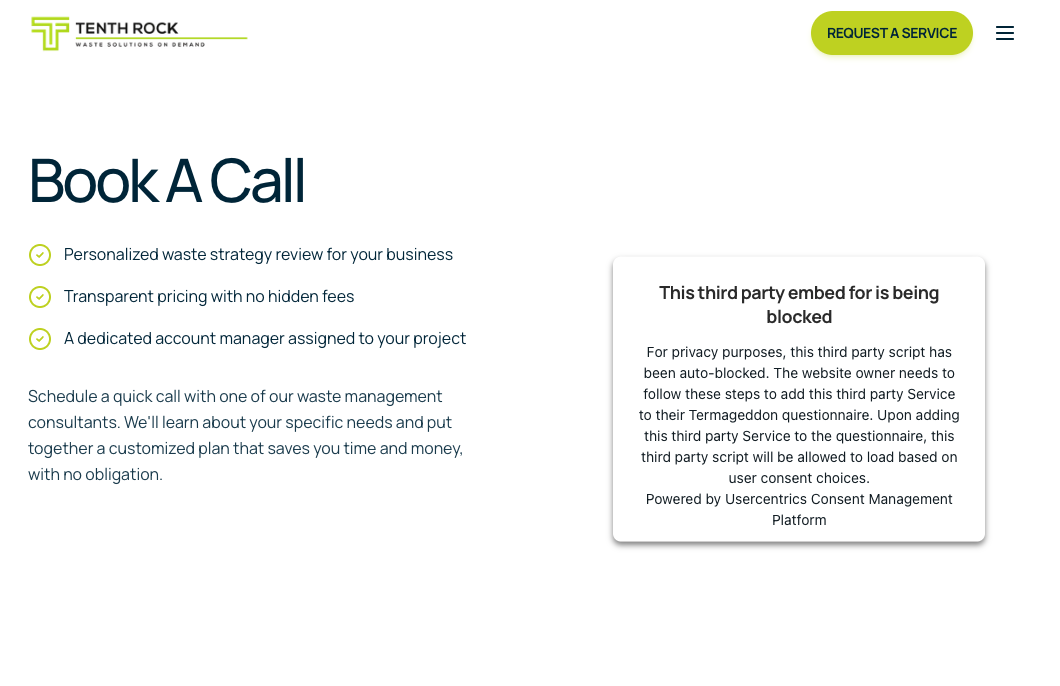 TENTH ROCK
WASTE SOLUTIONS ON DEMAND
REQUEST A SERVICE
Book A Call
Personalized waste strategy review for your business
Transparent pricing with no hidden fees
A dedicated account manager assigned to your project
Schedule a quick call with one of our waste management
consultants. We'll learn about your specific needs and put
together a customized plan that saves you time and money,
with no obligation.
This third party embed for is being
blocked
For privacy purposes, this third party script has
been auto-blocked. The website owner needs to
follow these steps to add this third party Service
to their Termageddon questionnaire. Upon adding
this third party Service to the questionnaire, this
third party script will be allowed to load based on
user consent choices.
Powered by Usercentrics Consent Management
Platform